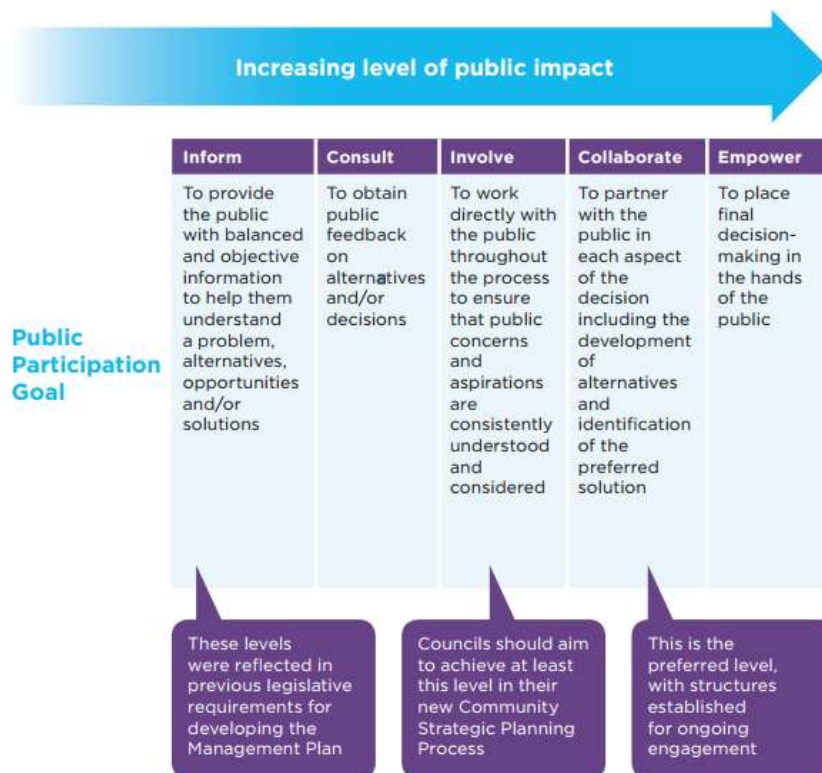 Increasing level of public impact
Inform
To provide
the public
with balanced
and objective
information
to help them
understand
a problem,
alternatives,
opportunities
and/or
solutions
Consult
To obtain
public
feedback
on
alternatives
and/or
decisions
Involve
To work
directly with
the public
throughout
the process
to ensure
that public
concerns
and
aspirations
are
consistently
understood
and
considered
Collaborate
To partner
with the
public in
each aspect
of the
decision
including the
development
of
alternatives
and
identification
of the
preferred
solution
Empower
To place
final
decision-
making in
the hands
of the
public
Public
Participation
Goal
These levels
were reflected in
previous legislative
requirements for
developing the
Management Plan
Councils should aim
to achieve at least
this level in their
new Community
Strategic Planning
Process
This is the
preferred level,
with structures
established
for ongoing
engagement